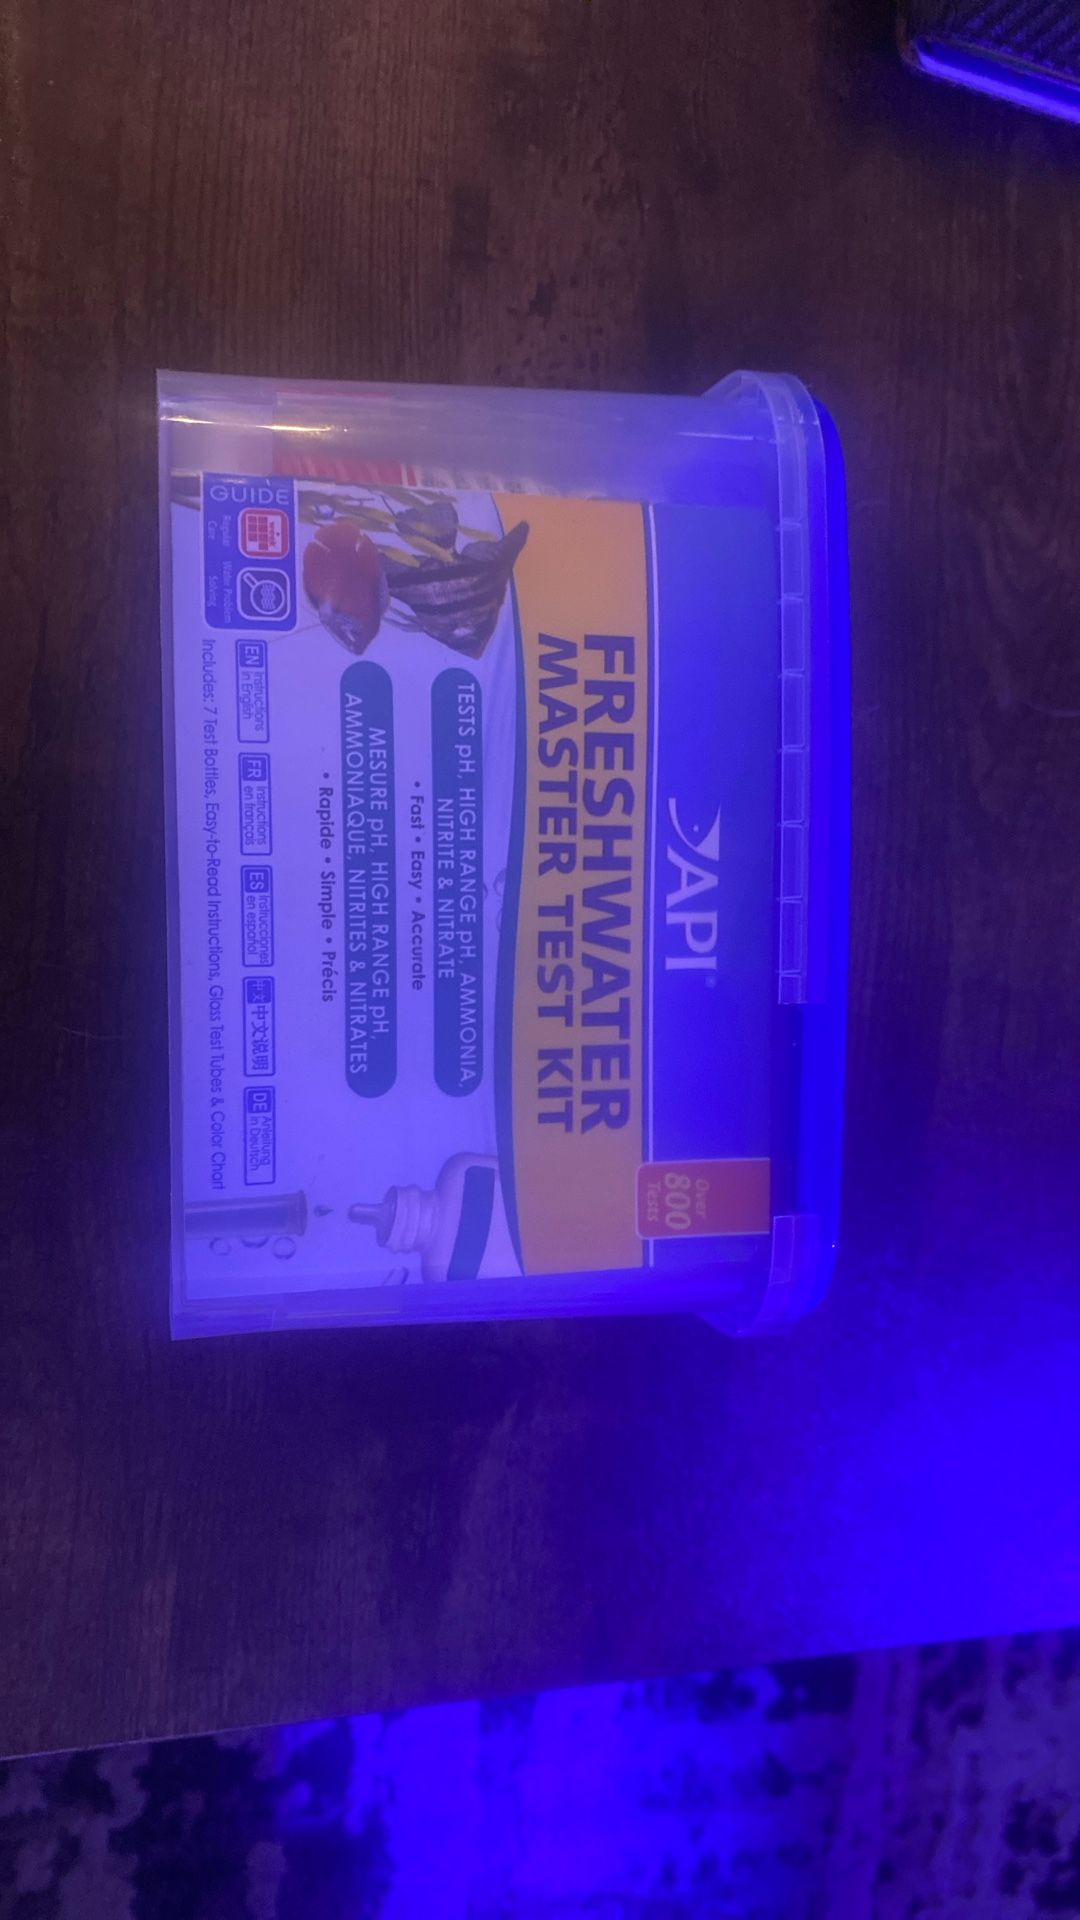 API®
Over
800
Tests
FRESHWATER
MASTER TEST KIT
TESTS pH, HIGH RANGE pH, AMMONIA,
NITRITE & NITRATE
• Fast • Easy • Accurate
MESURE pH, HIGH RANGE pH,
AMMONIAQUE, NITRITES & NITRATES
• Rapide • Simple • Précis
GUIDE
week
Regular
Care
Water Problem
Solving
EN Instructions
in English
FR Instructions
en français
ES Instrucciones
en español
中文 中文说明
DE Anleitung
in Deutsch
Includes: 7 Test Bottles, Easy-to-Read Instructions, Glass Test Tubes & Color Chart